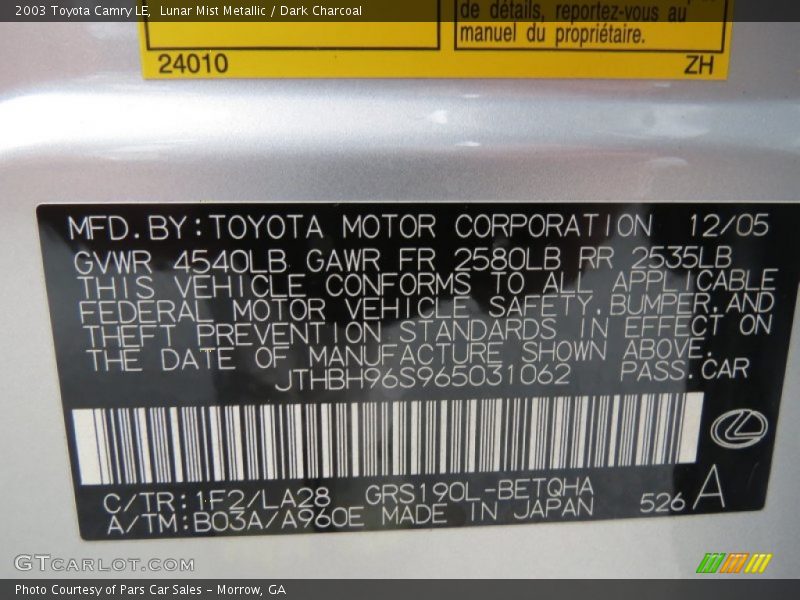 2003 Toyota Camry LE, Lunar Mist Metallic / Dark Charcoal
de détails, reportez-vous au
manuel du propriétaire.
24010 ZH
MFD.BY:TOYOTA MOTOR CORPORATION 12/05
GVWR 4540LB GAWR FR 2580LB RR 2535LB
THIS VEHICLE CONFORMS TO ALL APPLICABLE
FEDERAL MOTOR VEHICLE SAFETY,BUMPER,AND
THEFT PREVENTION STANDARDS IN EFFECT ON
THE DATE OF MANUFACTURE SHOWN ABOVE.
JTHBH96S965031062 PASS.CAR
C/TR:1F2/LA28 GRS190L-BETQHA
A/TM:B03A/A960E MADE IN JAPAN 526 A
GTCARLOT.COM
Photo Courtesy of Pars Car Sales - Morrow, GA